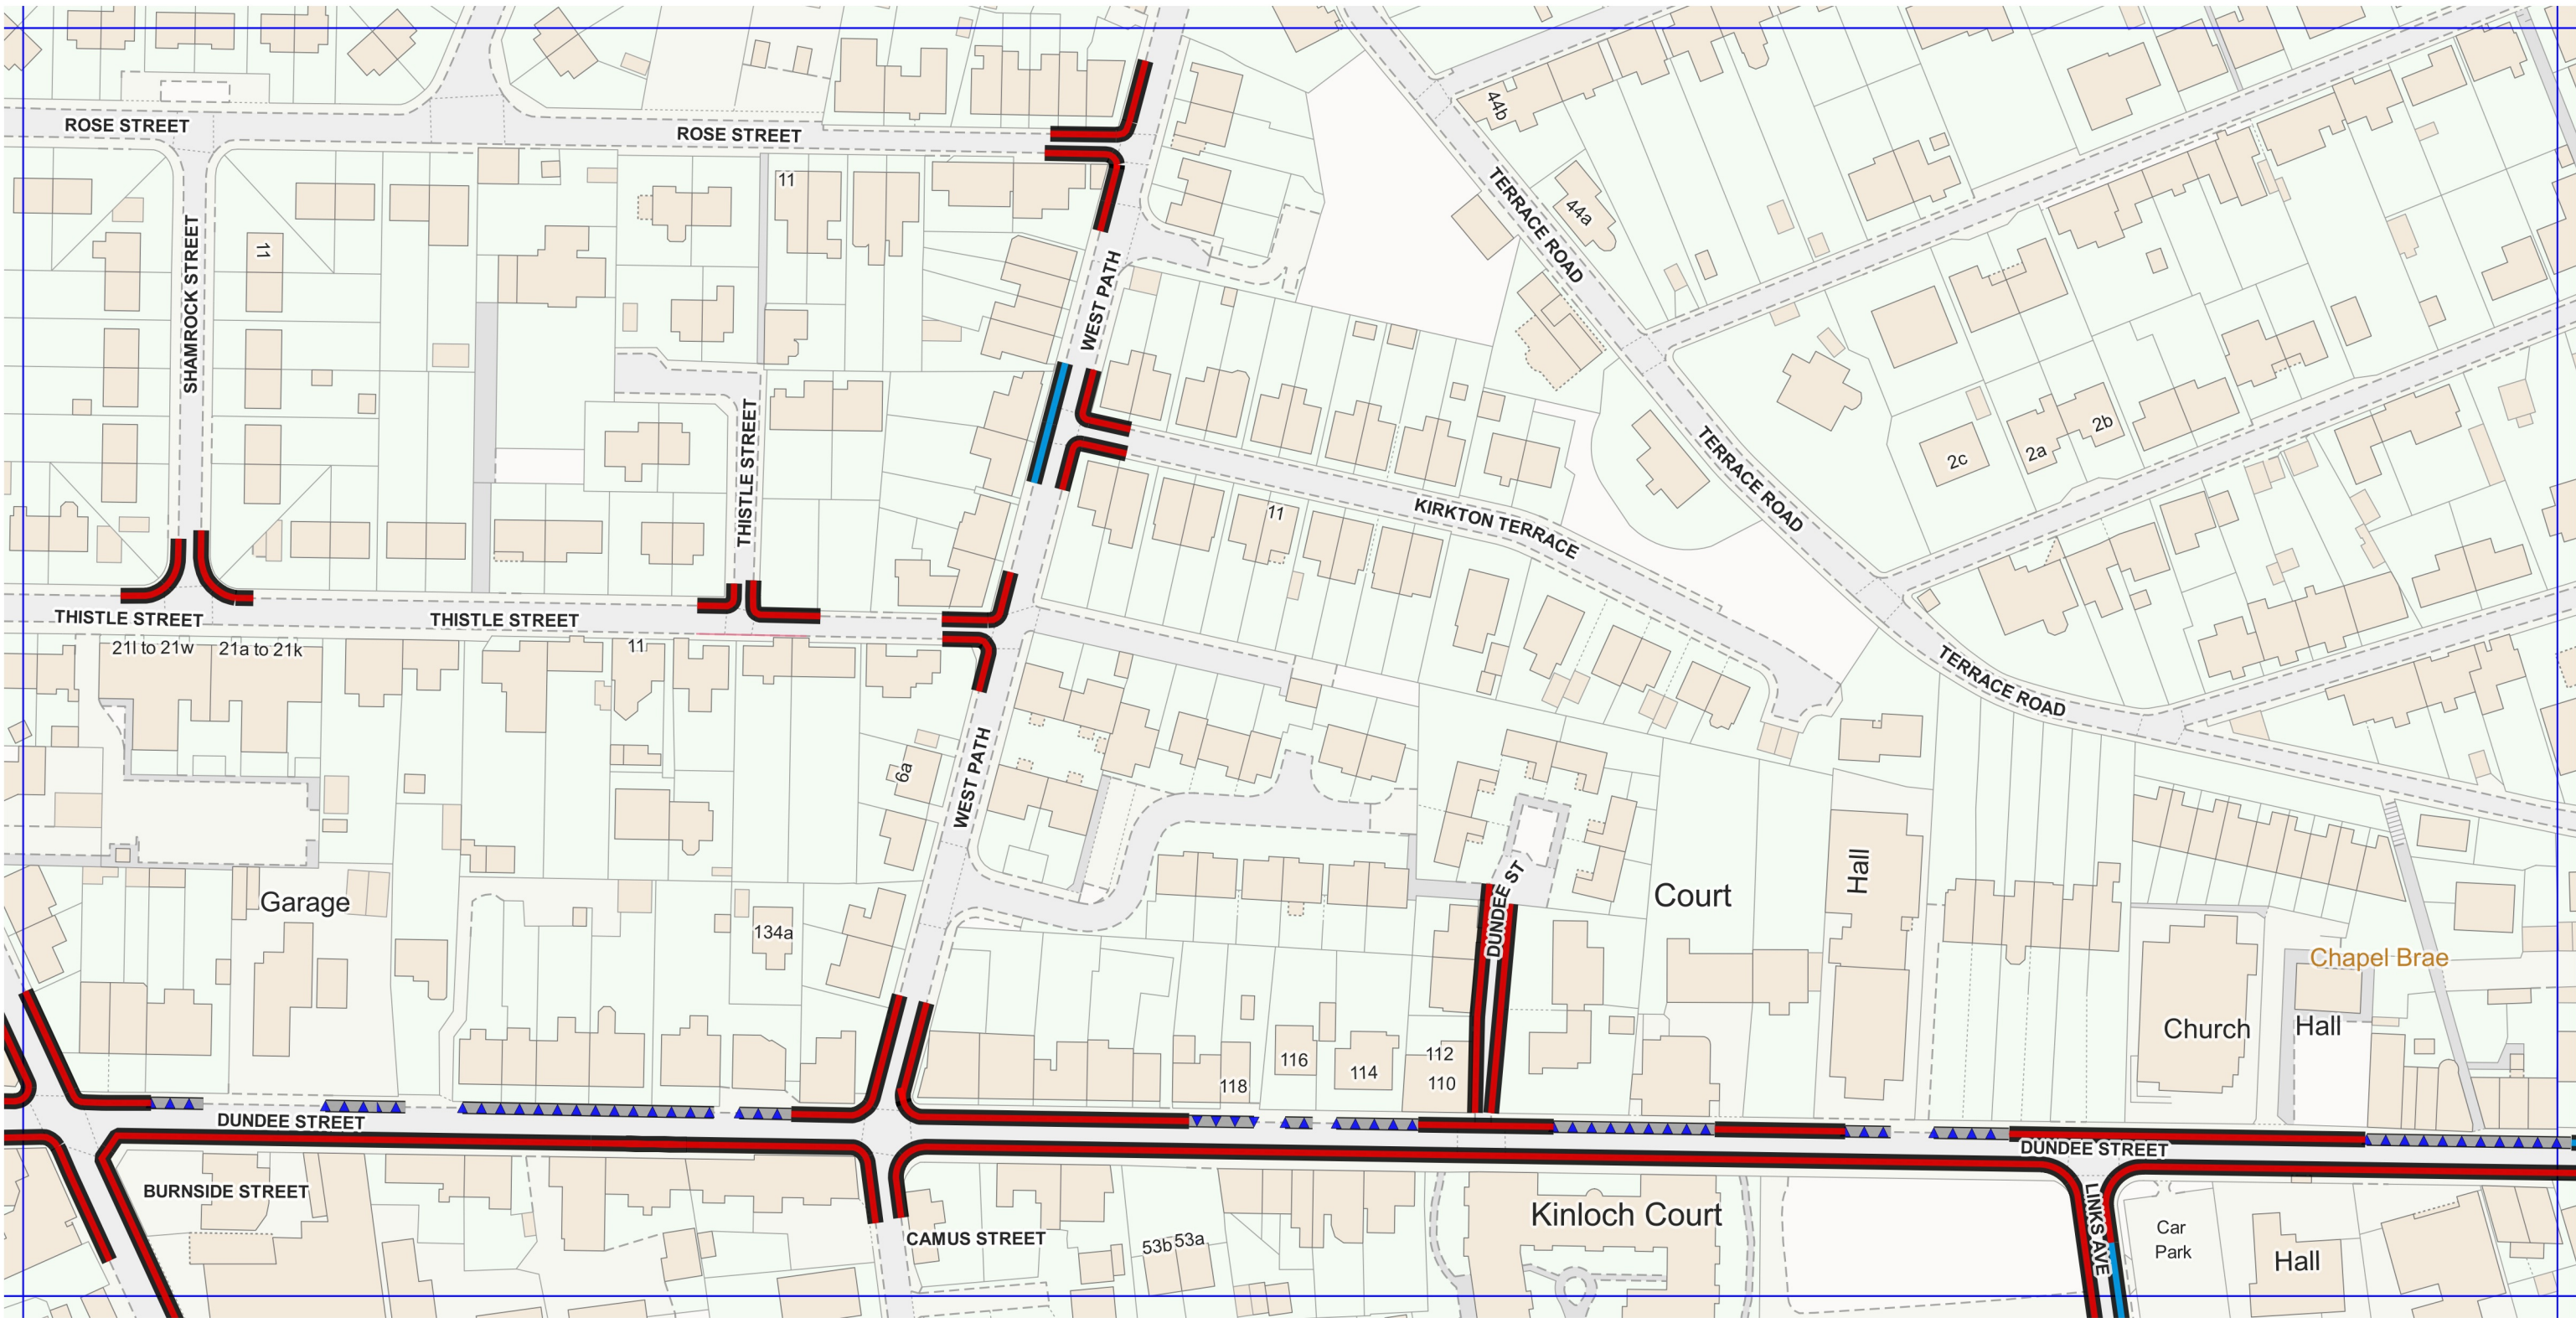 44b
ROSE STREET
ROSE STREET
11
TERRACE ROAD
44a
SHAMROCK STREET
11
WEST PATH
THISTLE STREET
2b
2a
2c
TERRACE ROAD
11
KIRKTON TERRACE
THISTLE STREET
THISTLE STREET
21l to 21w
21a to 21k
11
TERRACE ROAD
6a
WEST PATH
Garage
134a
DUNDEE ST
Court
Hall
Chapel Brae
Church
Hall
112
110
116
114
118
DUNDEE STREET
DUNDEE STREET
BURNSIDE STREET
CAMUS STREET
53b
53a
Kinloch Court
LINKS AVE
Car
Park
Hall